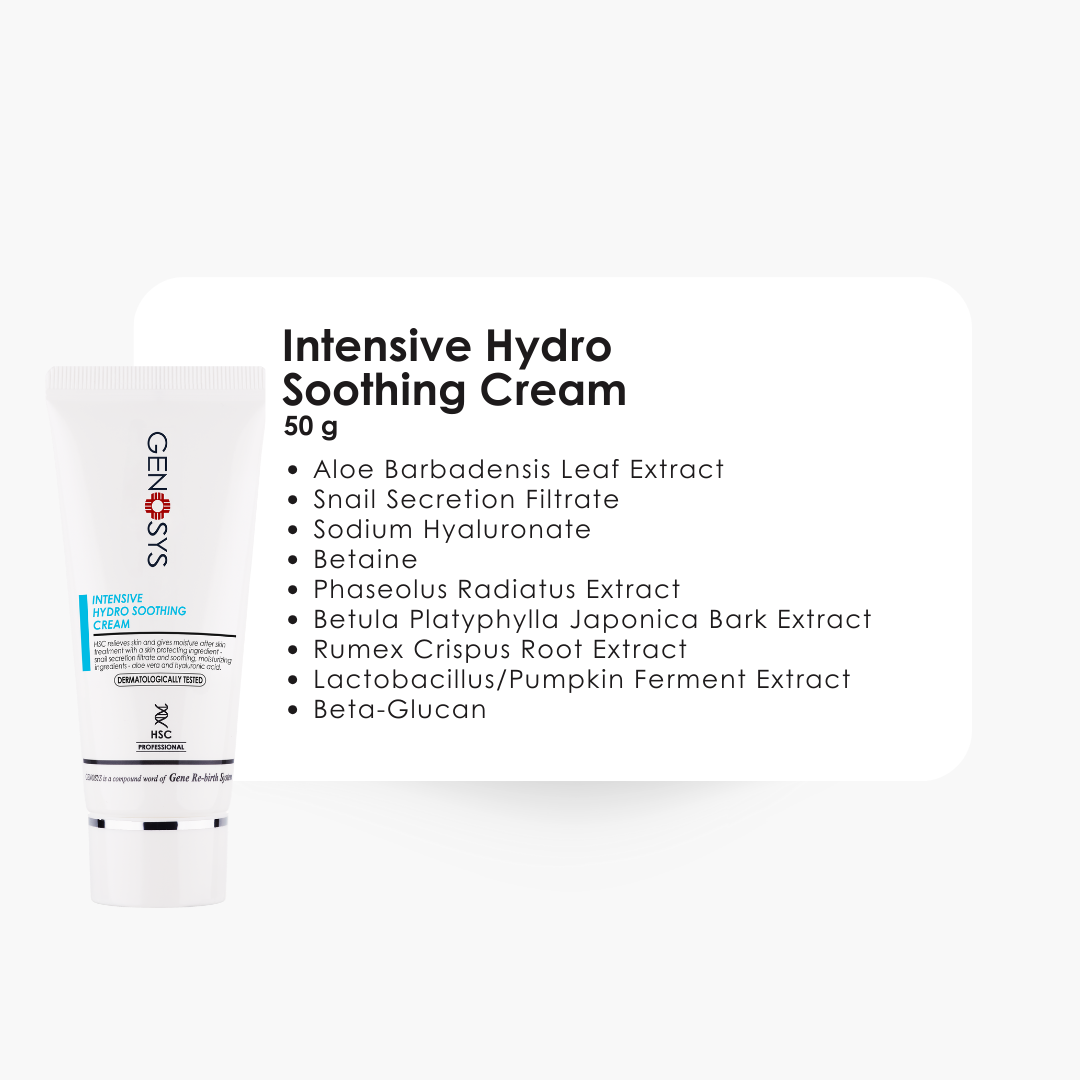 Intensive Hydro
Soothing Cream
50 g
• Aloe Barbadensis Leaf Extract
• Snail Secretion Filtrate
• Sodium Hyaluronate
• Betaine
• Phaseolus Radiatus Extract
• Betula Platyphylla Japonica Bark Extract
• Rumex Crispus Root Extract
• Lactobacillus/Pumpkin Ferment Extract
• Beta-Glucan
GENOSYS
INTENSIVE
HYDRO SOOTHING
CREAM
HSC relieves skin and gives moisture after skin
treatment with a skin protecting ingredient -
snail secretion filtrate and soothing, moisturizing
ingredients - aloe vera and hyaluronic acid.
DERMATOLOGICALLY TESTED
HSC
PROFESSIONAL
GENOSYS is a compound word of Gene Re-birth System